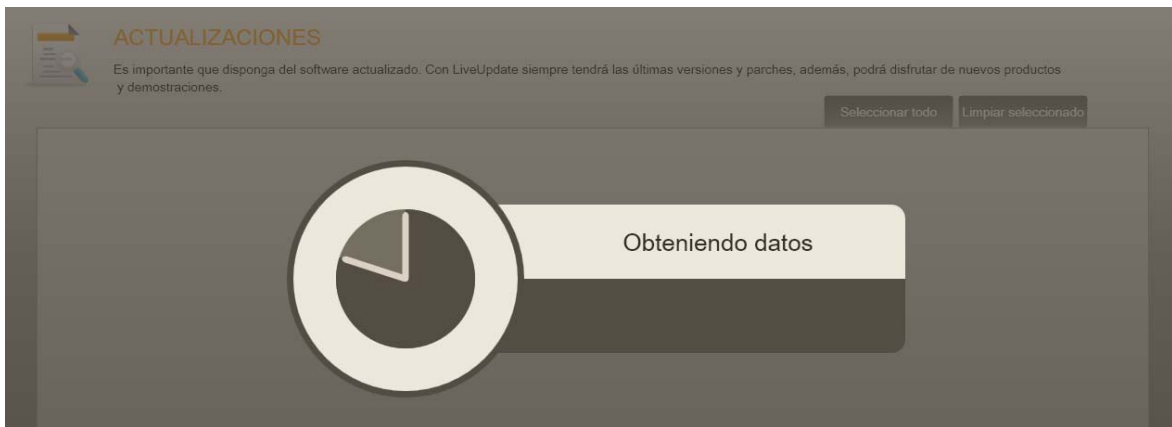 ACTUALIZACIONES
Es importante que disponga del software actualizado. Con LiveUpdate siempre tendrá las últimas versiones y parches, además, podrá disfrutar de nuevos productos
y demostraciones.
Seleccionar todo
Limpiar seleccionado
Obteniendo datos